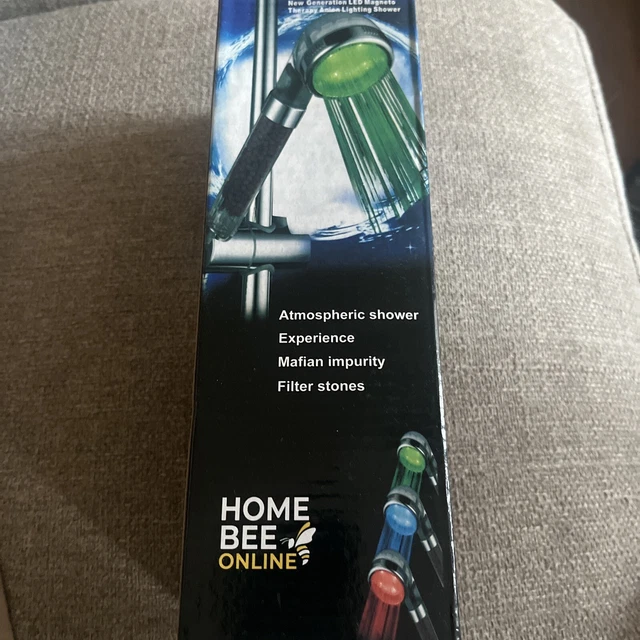 New Generation LED Magneto
Therapy Anion Lighting Shower
Atmospheric shower
Experience
Mafian impurity
Filter stones
HOME
BEE
ONLINE